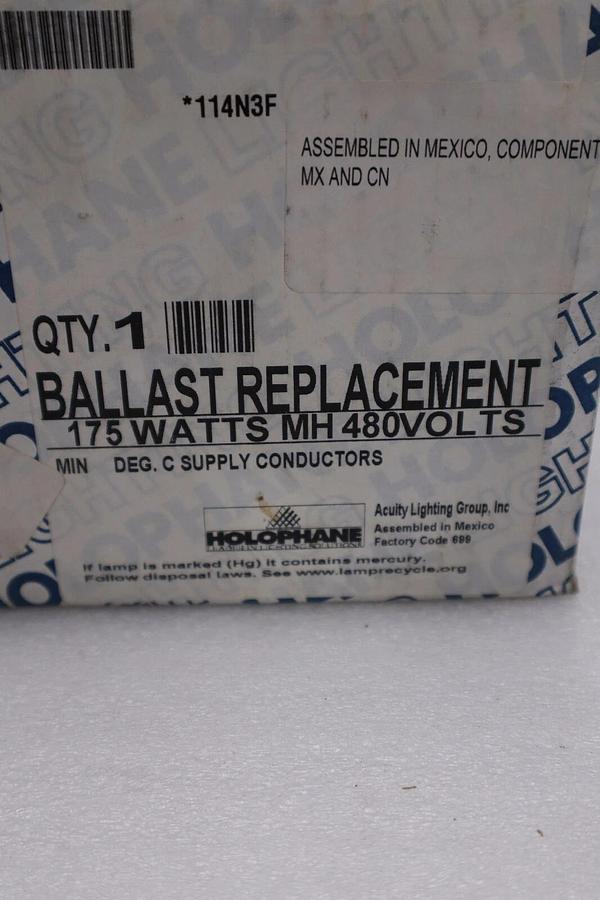 *114N3F
ASSEMBLED IN MEXICO, COMPONENT
MX AND CN
QTY. 1
BALLAST REPLACEMENT
175 WATTS MH 480VOLTS
MIN DEG. C SUPPLY CONDUCTORS
HOLOPHANE
Acuity Lighting Group, Inc
Assembled in Mexico
Factory Code 699
If lamp is marked (Hg) it contains mercury.
Follow disposal laws. See www.lamprecycle.org